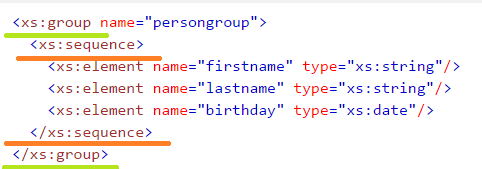 <xs:group name="persongroup">
<xs:sequence>
<xs:element name="firstname" type="xs:string"/>
<xs:element name="lastname" type="xs:string"/>
<xs:element name="birthday" type="xs:date"/>
</xs:sequence>
</xs:group>